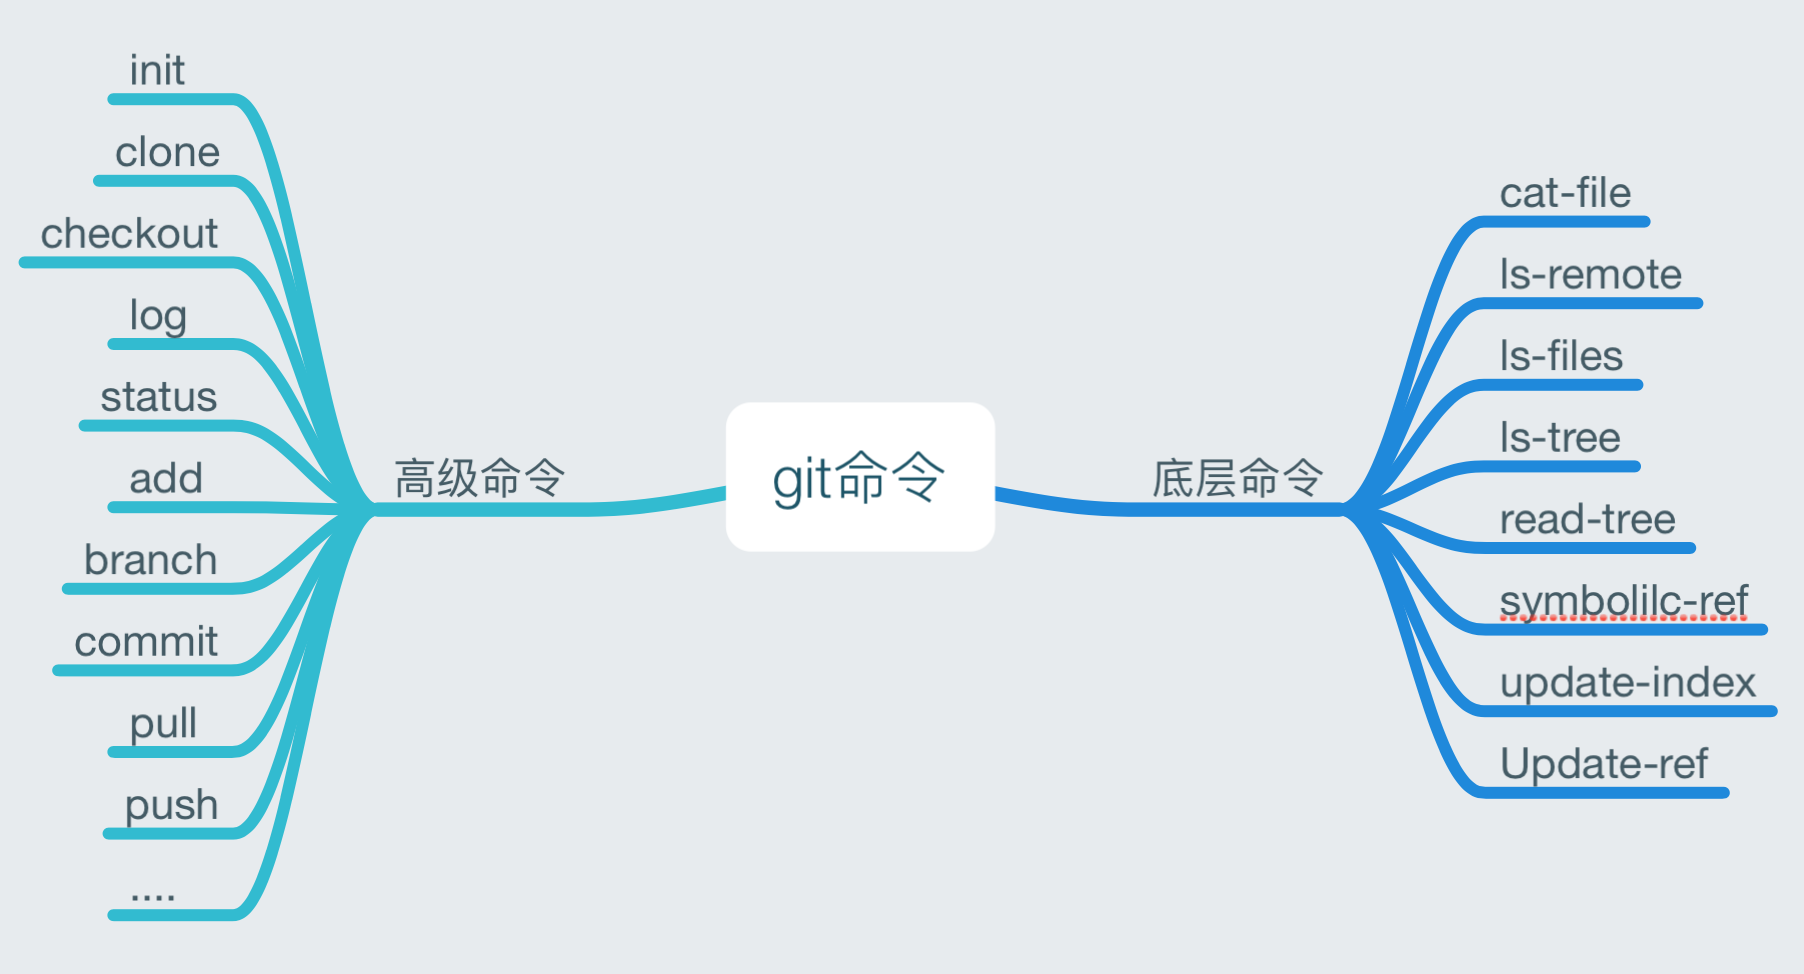 init
clone
checkout
log
status
add
branch
commit
pull
push
....
高级命令
git命令
底层命令
cat-file
ls-remote
ls-files
ls-tree
read-tree
symbolilc-ref
update-index
Update-ref